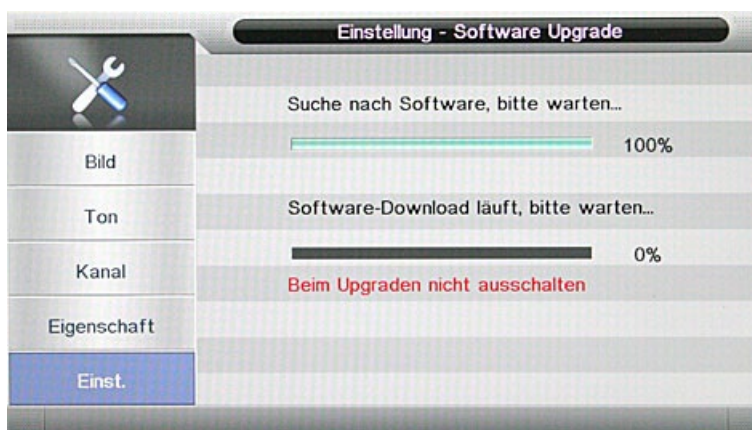 Einstellung - Software Upgrade
Suche nach Software, bitte warten...
100%
Bild
Software-Download läuft, bitte warten...
Ton
0%
Kanal
Beim Upgraden nicht ausschalten
Eigenschaft
Einst.